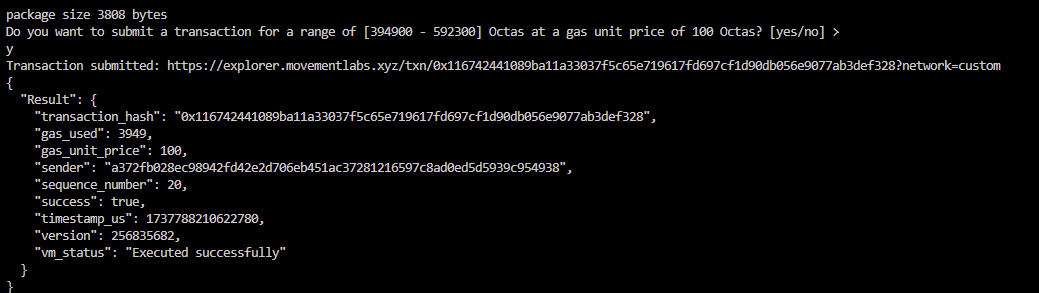 package size 3808 bytes
Do you want to submit a transaction for a range of [394900 - 592300] Octas at a gas unit price of 100 Octas? [yes/no] >
y
Transaction submitted: https://explorer.movementlabs.xyz/txn/0x116742441089ba11a33037f5c65e719617fd697cf1d90db056e9077ab3def328?network=custom
{
  "Result": {
    "transaction_hash": "0x116742441089ba11a33037f5c65e719617fd697cf1d90db056e9077ab3def328",
    "gas_used": 3949,
    "gas_unit_price": 100,
    "sender": "a372fb028ec98942fd42e2d706eb451ac37281216597c8ad0ed5d5939c954938",
    "sequence_number": 20,
    "success": true,
    "timestamp_us": 1737788210622780,
    "version": 256835682,
    "vm_status": "Executed successfully"
  }
}